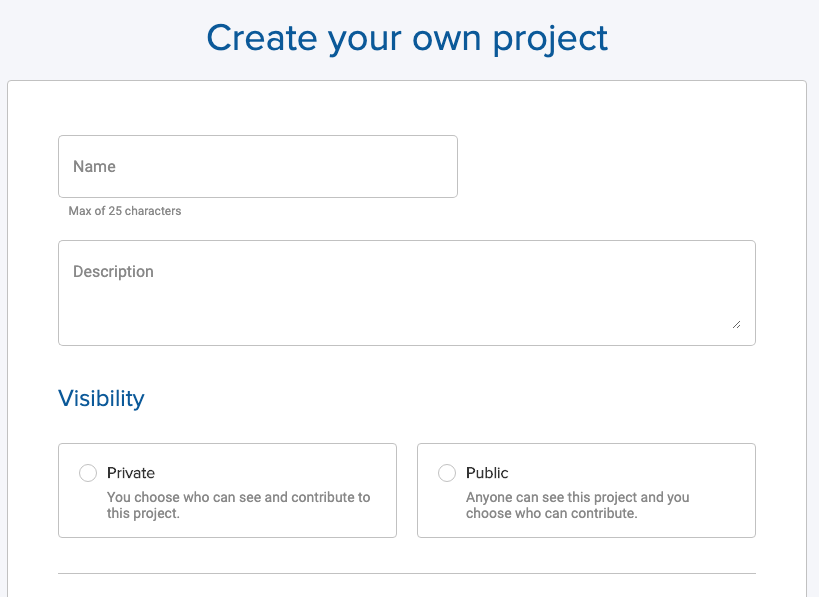 Create your own project
Name
Max of 25 characters
Description
Visibility
Private
You choose who can see and contribute to
this project.
Public
Anyone can see this project and you
choose who can contribute.